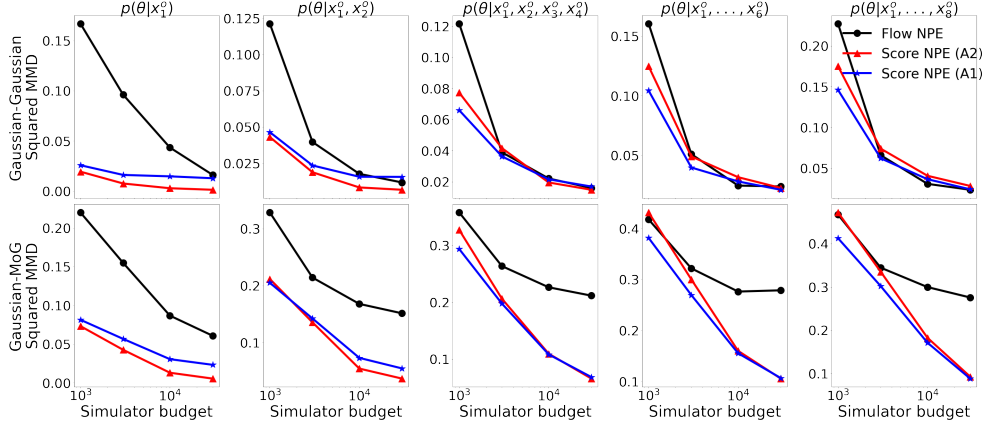 p(θ|x₁ᵒ)
p(θ|x₁ᵒ, x₂ᵒ)
p(θ|x₁ᵒ, x₂ᵒ, x₃ᵒ, x₄ᵒ)
p(θ|x₁ᵒ, . . . , x₆ᵒ)
p(θ|x₁ᵒ, . . . , x₈ᵒ)
Gaussian-Gaussian
Squared MMD
0.15
0.10
0.05
0.00
0.125
0.100
0.075
0.050
0.025
0.12
0.10
0.08
0.06
0.04
0.02
0.15
0.10
0.05
0.20
0.15
0.10
0.05
Flow NPE
Score NPE (A2)
Score NPE (A1)
Gaussian-MoG
Squared MMD
0.20
0.15
0.10
0.05
0.00
0.3
0.2
0.1
0.3
0.2
0.1
0.4
0.3
0.2
0.1
0.4
0.3
0.2
0.1
10³ 10⁴
10³ 10⁴
10³ 10⁴
10³ 10⁴
10³ 10⁴
Simulator budget
Simulator budget
Simulator budget
Simulator budget
Simulator budget